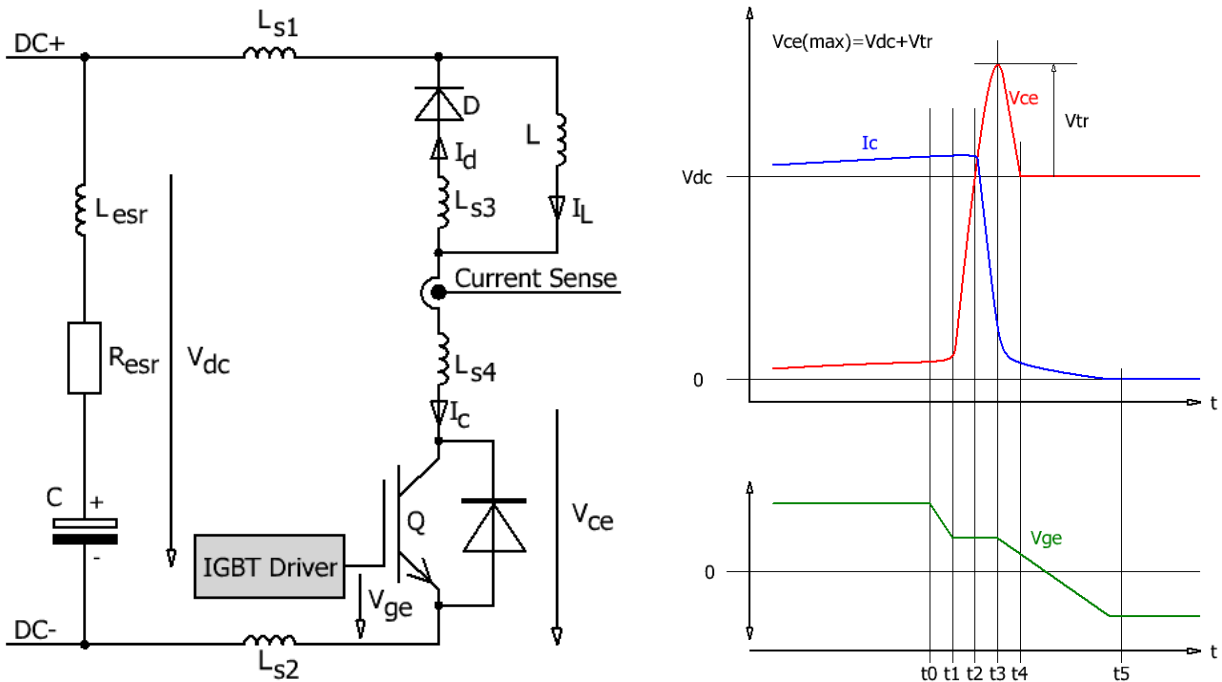 DC+
Ls1
D
L
Id
Lesr
Ls3
IL
Current Sense
Resr
Vdc
Ls4
Ic
C
+
-
Q
Vce
IGBT Driver
Vge
DC-
Ls2
Vce(max)=Vdc+Vtr
Vce
Vtr
Ic
Vdc
0
t
Vge
0
t0 t1 t2 t3 t4 t5
t